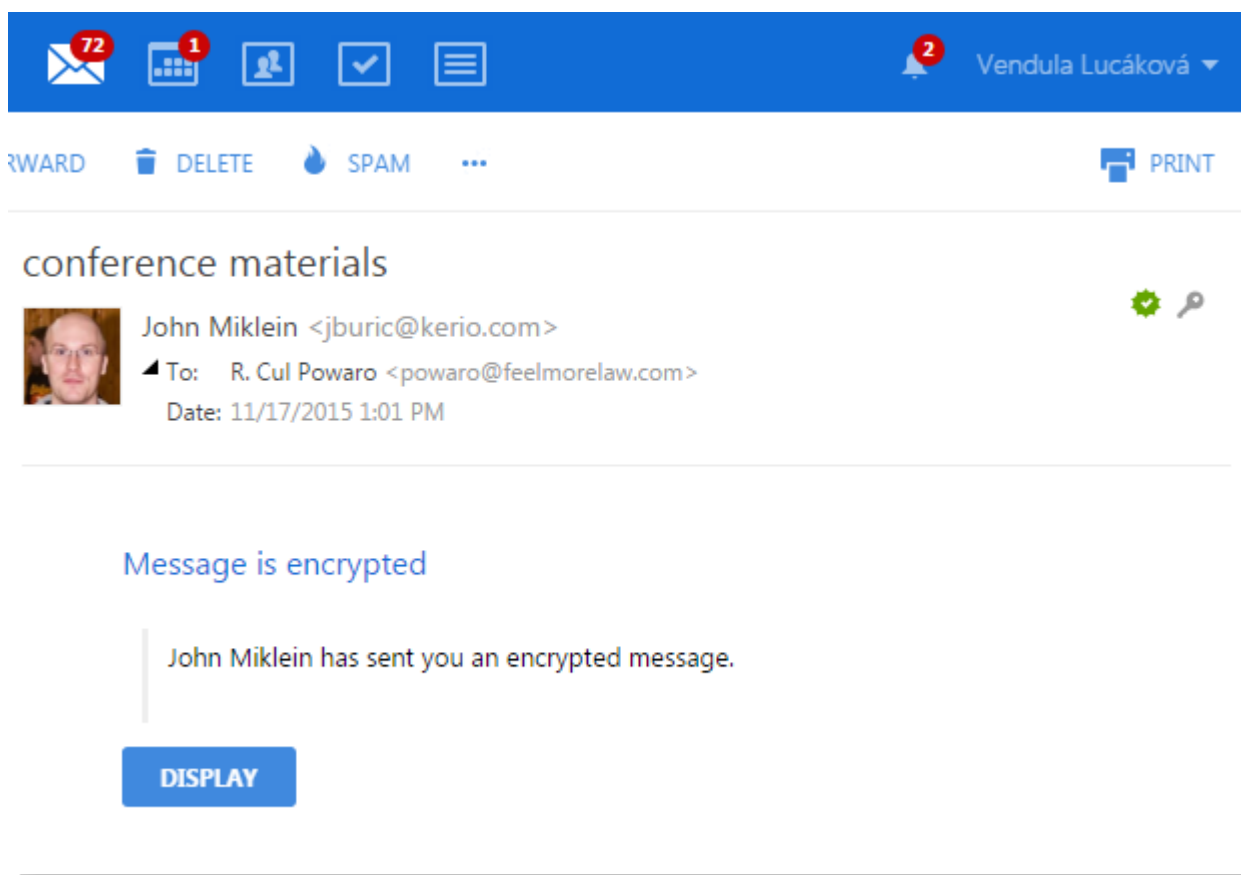 72
1
2
Vendula Lucáková
RWARD DELETE SPAM ••• PRINT
conference materials
John Miklein <jburic@kerio.com>
To: R. Cul Powaro <powaro@feelmorelaw.com>
Date: 11/17/2015 1:01 PM
Message is encrypted
John Miklein has sent you an encrypted message.
DISPLAY